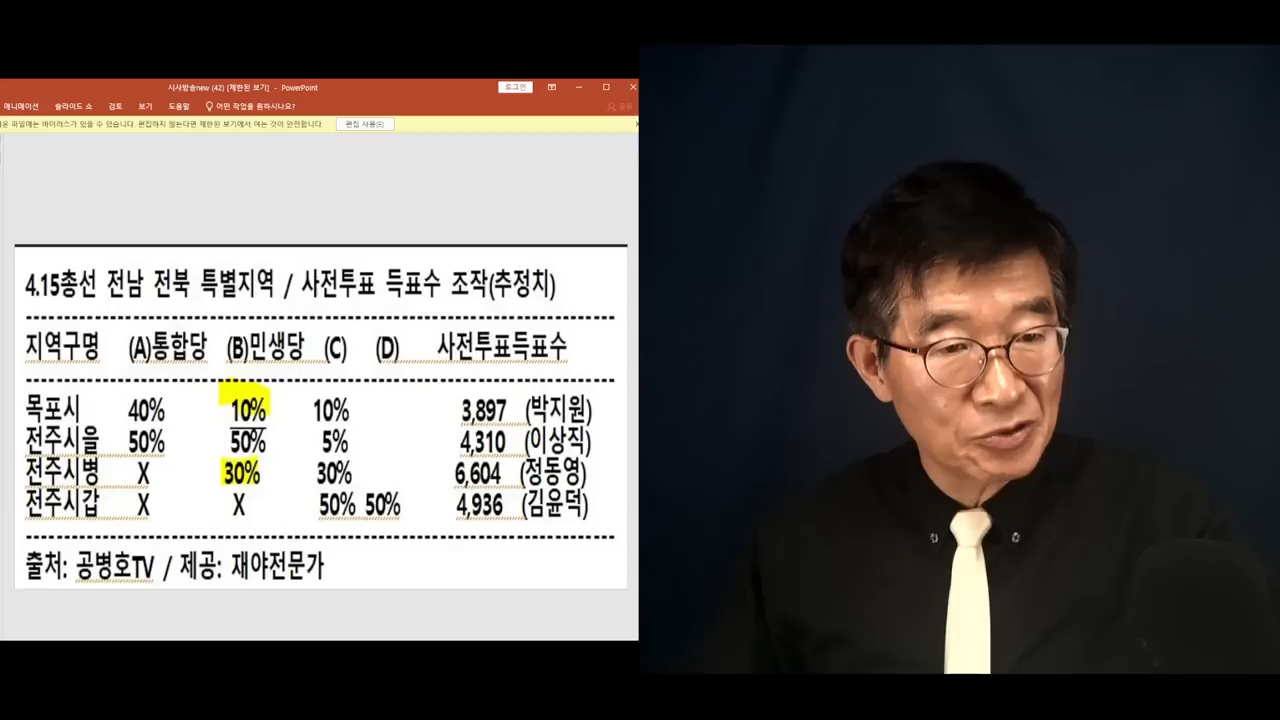 시사방송new (42) [제한된 보기] - PowerPoint
로그인
애니메이션 슬라이드 쇼 검토 보기 도움말 어떤 작업을 원하시나요? 공유
온 파일에는 바이러스가 있을 수 있습니다. 편집하지 않는다면 제한된 보기에서 여는 것이 안전합니다. 편집 사용(E)
4.15총선 전남 전북 특별지역 / 사전투표 득표수 조작(추정치)
지역구명 (A)통합당 (B)민생당 (C) (D) 사전투표득표수
목포시 40% 10% 10% 3,897 (박지원)
전주시을 50% 50% 5% 4,310 (이상직)
전주시병 X 30% 30% 6,604 (정동영)
전주시갑 X X 50% 50% 4,936 (김윤덕)
출처: 공병호TV / 제공: 재야전문가